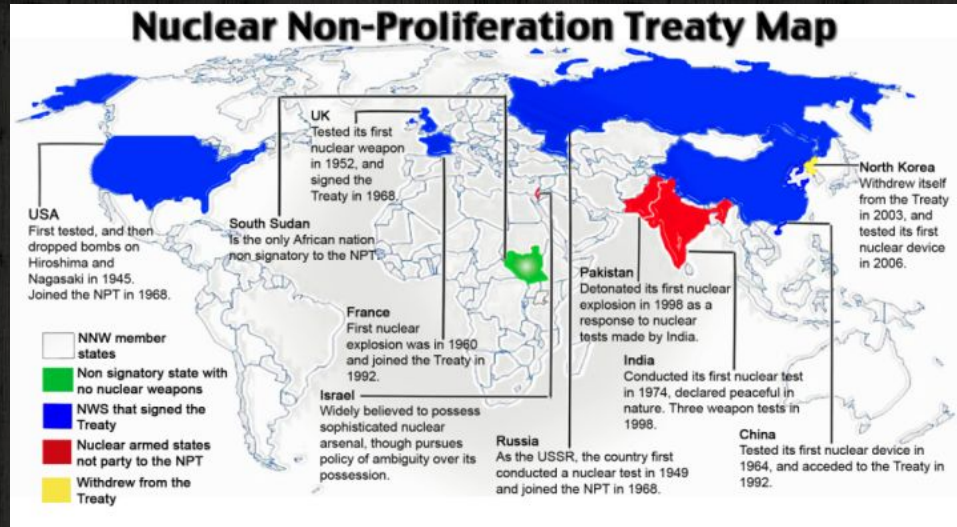 Nuclear Non-Proliferation Treaty Map
UK
Tested its first
nuclear weapon
in 1952, and
signed the
Treaty in 1968.
North Korea
Withdrew itself
from the Treaty
in 2003, and
tested its first
nuclear device
in 2006.
USA
First tested, and then
dropped bombs on
Hiroshima and
Nagasaki in 1945.
Joined the NPT in 1968.
South Sudan
Is the only African nation
non signatory to the NPT
Pakistan
Detonated its first nuclear
explosion in 1998 as a
response to nuclear
tests made by India.
France
First nuclear
explosion was in 1960
and joined the Treaty in
1992.
India
Conducted its first nuclear test
in 1974, declared peaceful in
nature. Three weapon tests in
1998.
Israel
Widely believed to possess
sophisticated nuclear
arsenal, though pursues
policy of ambiguity over its
possession.
Russia
As the USSR, the country first
conducted a nuclear test in 1949
and joined the NPT in 1968.
China
Tested its first nuclear device in
1964, and acceded to the Treaty in
1992.
NNW member
states
Non signatory state with
no nuclear weapons
NWS that signed the
Treaty
Nuclear armed states
not party to the NPT
Withdrew from the
Treaty